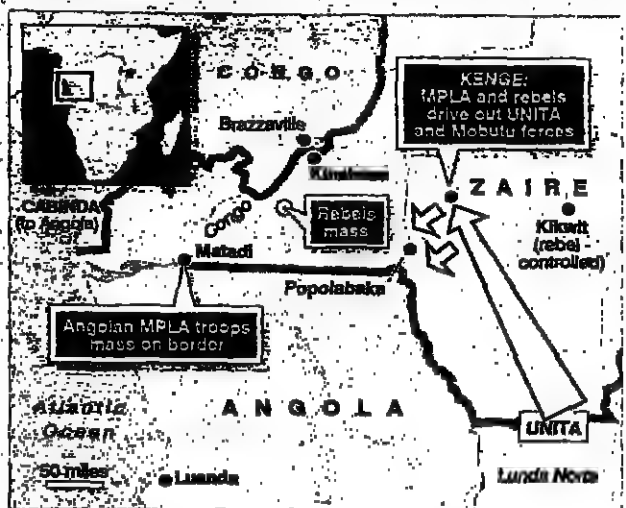 CONGO
KENGE:
MPLA and rebels
drive out UNITA
and Mobutu forces
Brazzaville
Kinshasa
ZAIRE
CABINDA
(to Angola)
Congo
Rebels
mass
Kikwit
(rebel
controlled)
Matadi
Popolabaka
Angolan MPLA troops
mass on border
Atlantic
Ocean
ANGOLA
UNITA
50 miles
Luanda
Lunda Norte